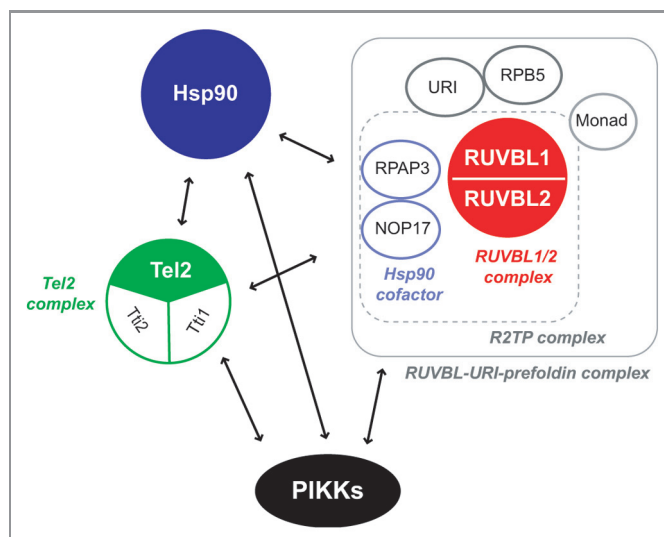 Hsp90
URI
RPB5
Monad
RPAP3
RUVBL1
RUVBL2
NOP17
Hsp90
cofactor
RUVBL1/2
complex
R2TP complex
RUVBL-URI-prefoldin complex
Tel2
complex
Tel2
Tti2
Tti1
PIKKs